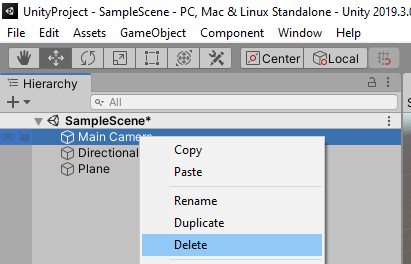 UnityProject - SampleScene - PC, Mac & Linux Standalone - Unity 2019.3.0
File Edit Assets GameObject Component Window Help
Center Local
Hierarchy
All
SampleScene*
Main Camera
Directional
Plane
Copy
Paste
Rename
Duplicate
Delete